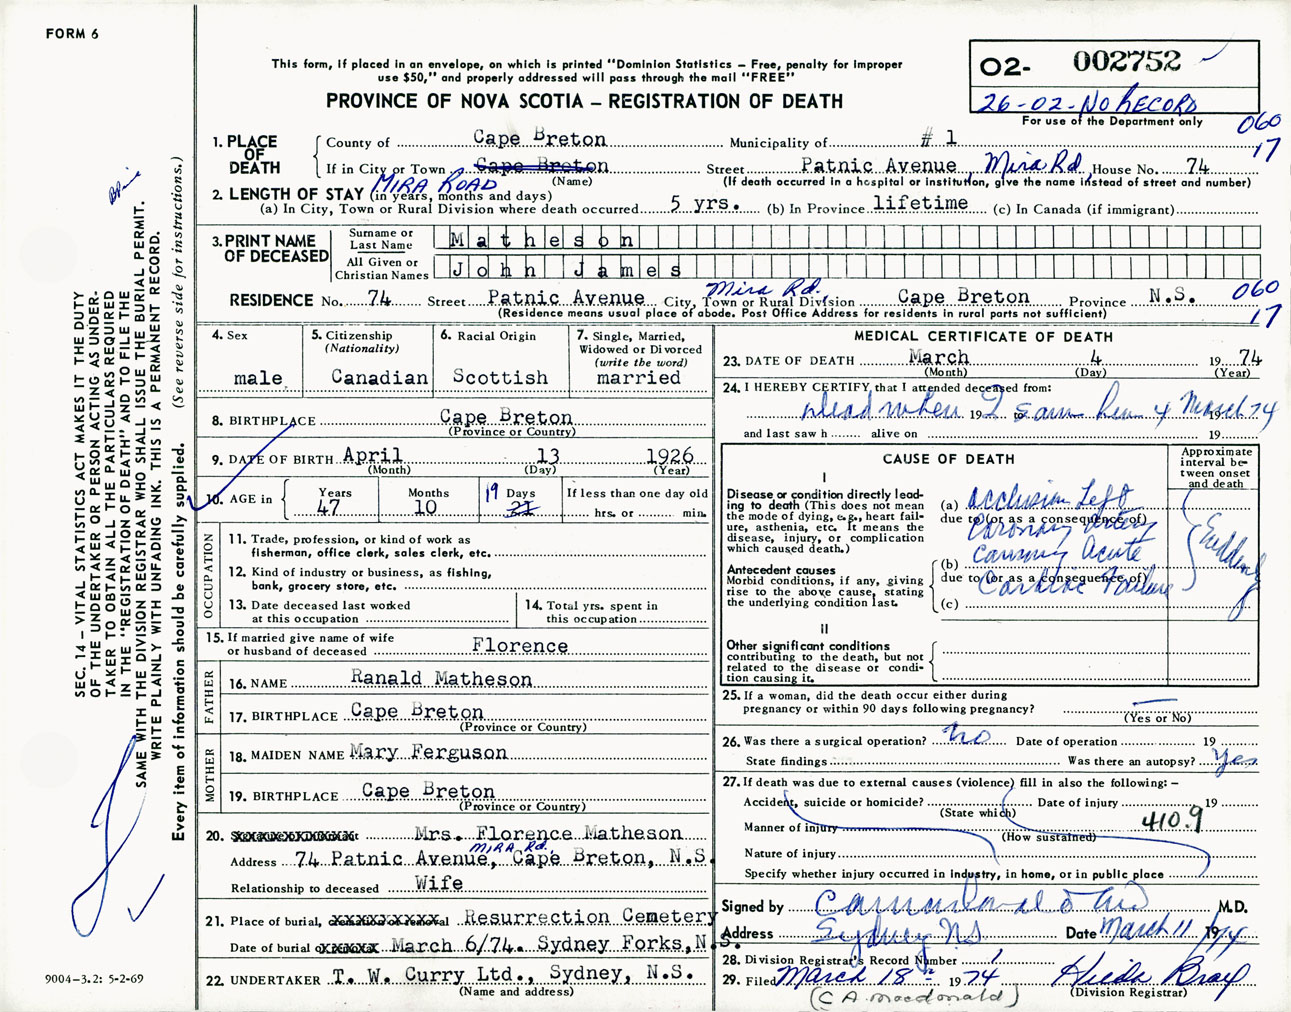 FORM 6
This form, if placed in an envelope, on which is printed "Dominion Statistics – Free, penalty for improper
use $50," and properly addressed will pass through the mail "FREE"
PROVINCE OF NOVA SCOTIA – REGISTRATION OF DEATH
02- 002752
26-02-NO RECORD
For use of the Department only
060
17
1. PLACE OF DEATH
County of Cape Breton Municipality of # 1
If in City or Town Cape Breton Street Patnic Avenue, Mira Rd, House No. 74
MIRA ROAD (Name) (If death occurred in a hospital or institution, give the name instead of street and number)
2. LENGTH OF STAY (in years, months and days)
(a) In City, Town or Rural Division where death occurred 5 yrs. (b) In Province lifetime (c) In Canada (if immigrant)
3. PRINT NAME OF DECEASED
Surname or Last Name Matheson
All Given or Christian Names John James
Mira Rd.
RESIDENCE No. 74 Street Patnic Avenue City, Town or Rural Division Cape Breton Province N.S. 060
17
(Residence means usual place of abode. Post Office Address for residents in rural parts not sufficient)
4. Sex
male
5. Citizenship
(Nationality)
Canadian
6. Racial Origin
Scottish
7. Single, Married,
Widowed or Divorced
(write the word)
married
8. BIRTHPLACE Cape Breton
(Province or Country)
9. DATE OF BIRTH April 13 1926
(Month) (Day) (Year)
10. AGE in
Years 47
Months 10
19 Days
21
If less than one day old
hrs. or min.
OCCUPATION
11. Trade, profession, or kind of work as
fisherman, office clerk, sales clerk, etc.
12. Kind of industry or business, as fishing,
bank, grocery store, etc.
13. Date deceased last worked
at this occupation
14. Total yrs. spent in
this occupation
15. If married give name of wife
or husband of deceased Florence
FATHER
16. NAME Ranald Matheson
17. BIRTHPLACE Cape Breton
(Province or Country)
MOTHER
18. MAIDEN NAME Mary Ferguson
19. BIRTHPLACE Cape Breton
(Province or Country)
20. Mrs. Florence Matheson
MIRA Rd.
Address 74 Patnic Avenue, Cape Breton, N.S.
Relationship to deceased Wife
21. Place of burial, Resurrection Cemetery
Date of burial March 6/74. Sydney Forks, N.S.
22. UNDERTAKER T. W. Curry Ltd., Sydney, N.S.
(Name and address)
MEDICAL CERTIFICATE OF DEATH
23. DATE OF DEATH March 4 1974
(Month) (Day) (Year)
24. I HEREBY CERTIFY that I attended deceased from:
Dead when 19 I to saw him 4 March 19 74
and last saw h alive on 19
CAUSE OF DEATH
Approximate
interval be-
tween onset
and death
I
Disease or condition directly lead-
ing to death (This does not mean
the mode of dying, e.g., heart fail-
ure, asthenia, etc. It means the
disease, injury, or complication
which caused death.)
(a) Occlusion Left
due to (or as a consequence of)
Coronary Artery
(b) Causing Acute
due to (or as a consequence of)
Cardiac Failure
(c)
Suddenly
Antecedent causes
Morbid conditions, if any, giving
rise to the above cause, stating
the underlying condition last.
II
Other significant conditions
contributing to the death, but not
related to the disease or condi-
tion causing it.
25. If a woman, did the death occur either during
pregnancy or within 90 days following pregnancy?
(Yes or No)
26. Was there a surgical operation? No Date of operation 19
State findings Was there an autopsy? Yes
27. If death was due to external causes (violence) fill in also the following: –
Accident, suicide or homicide? Date of injury 19
(State which)
Manner of injury 410.9
(How sustained)
Nature of injury
Specify whether injury occurred in industry, in home, or in public place
Signed by M.D.
Address Sydney NS Date March 11 1974
28. Division Registrar's Record Number 1
29. Filed March 18 1974
(Division Registrar)
(C A Macdonald)
SEC. 14 – VITAL STATISTICS ACT MAKES IT THE DUTY
OF THE UNDERTAKER OR PERSON ACTING AS UNDER-
TAKER TO OBTAIN ALL THE PARTICULARS REQUIRED
IN THE "REGISTRATION OF DEATH" AND TO FILE THE
SAME WITH THE DIVISION REGISTRAR WHO SHALL ISSUE THE BURIAL PERMIT.
WRITE PLAINLY WITH UNFADING INK. THIS IS A PERMANENT RECORD.
Every item of information should be carefully supplied. (See reverse side for instructions.)
9004–3.2: 5-2-69